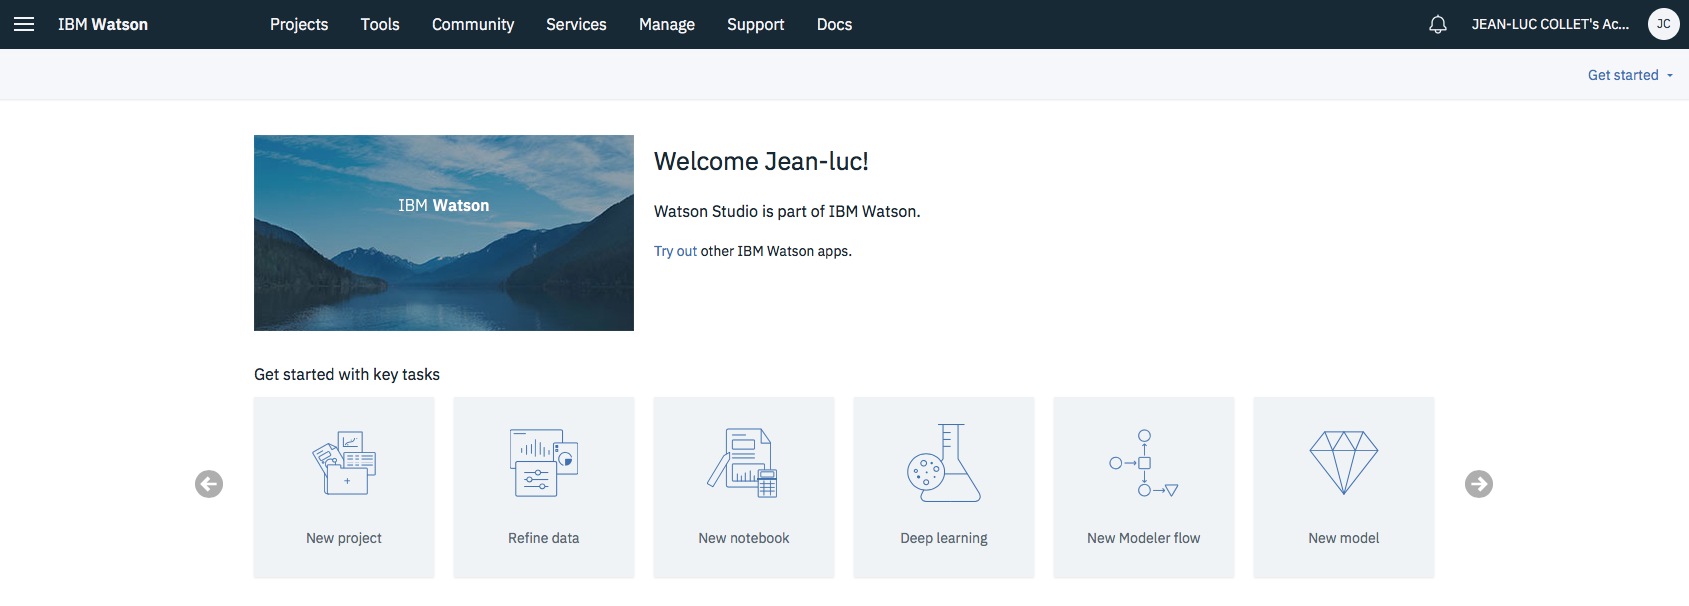 IBM Watson
Projects
Tools
Community
Services
Manage
Support
Docs
JEAN-LUC COLLET's Ac...
JC
Get started
IBM Watson
Welcome Jean-luc!
Watson Studio is part of IBM Watson.
Try out other IBM Watson apps.
Get started with key tasks
New project
Refine data
New notebook
Deep learning
New Modeler flow
New model